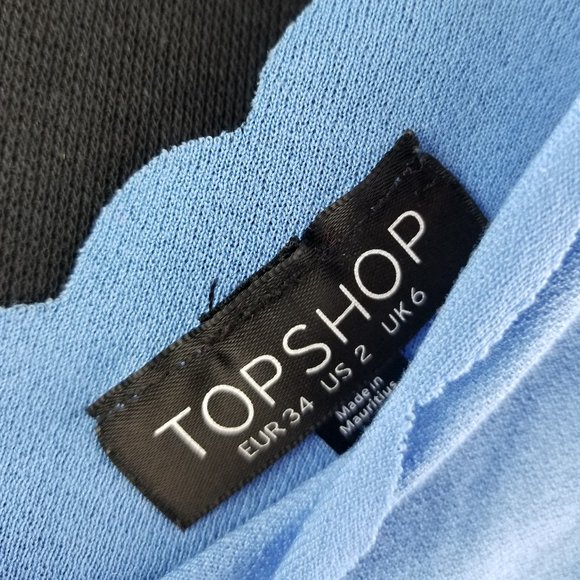 TOPSHOP
EUR 34 US 2 UK 6
Made in
Mauritius